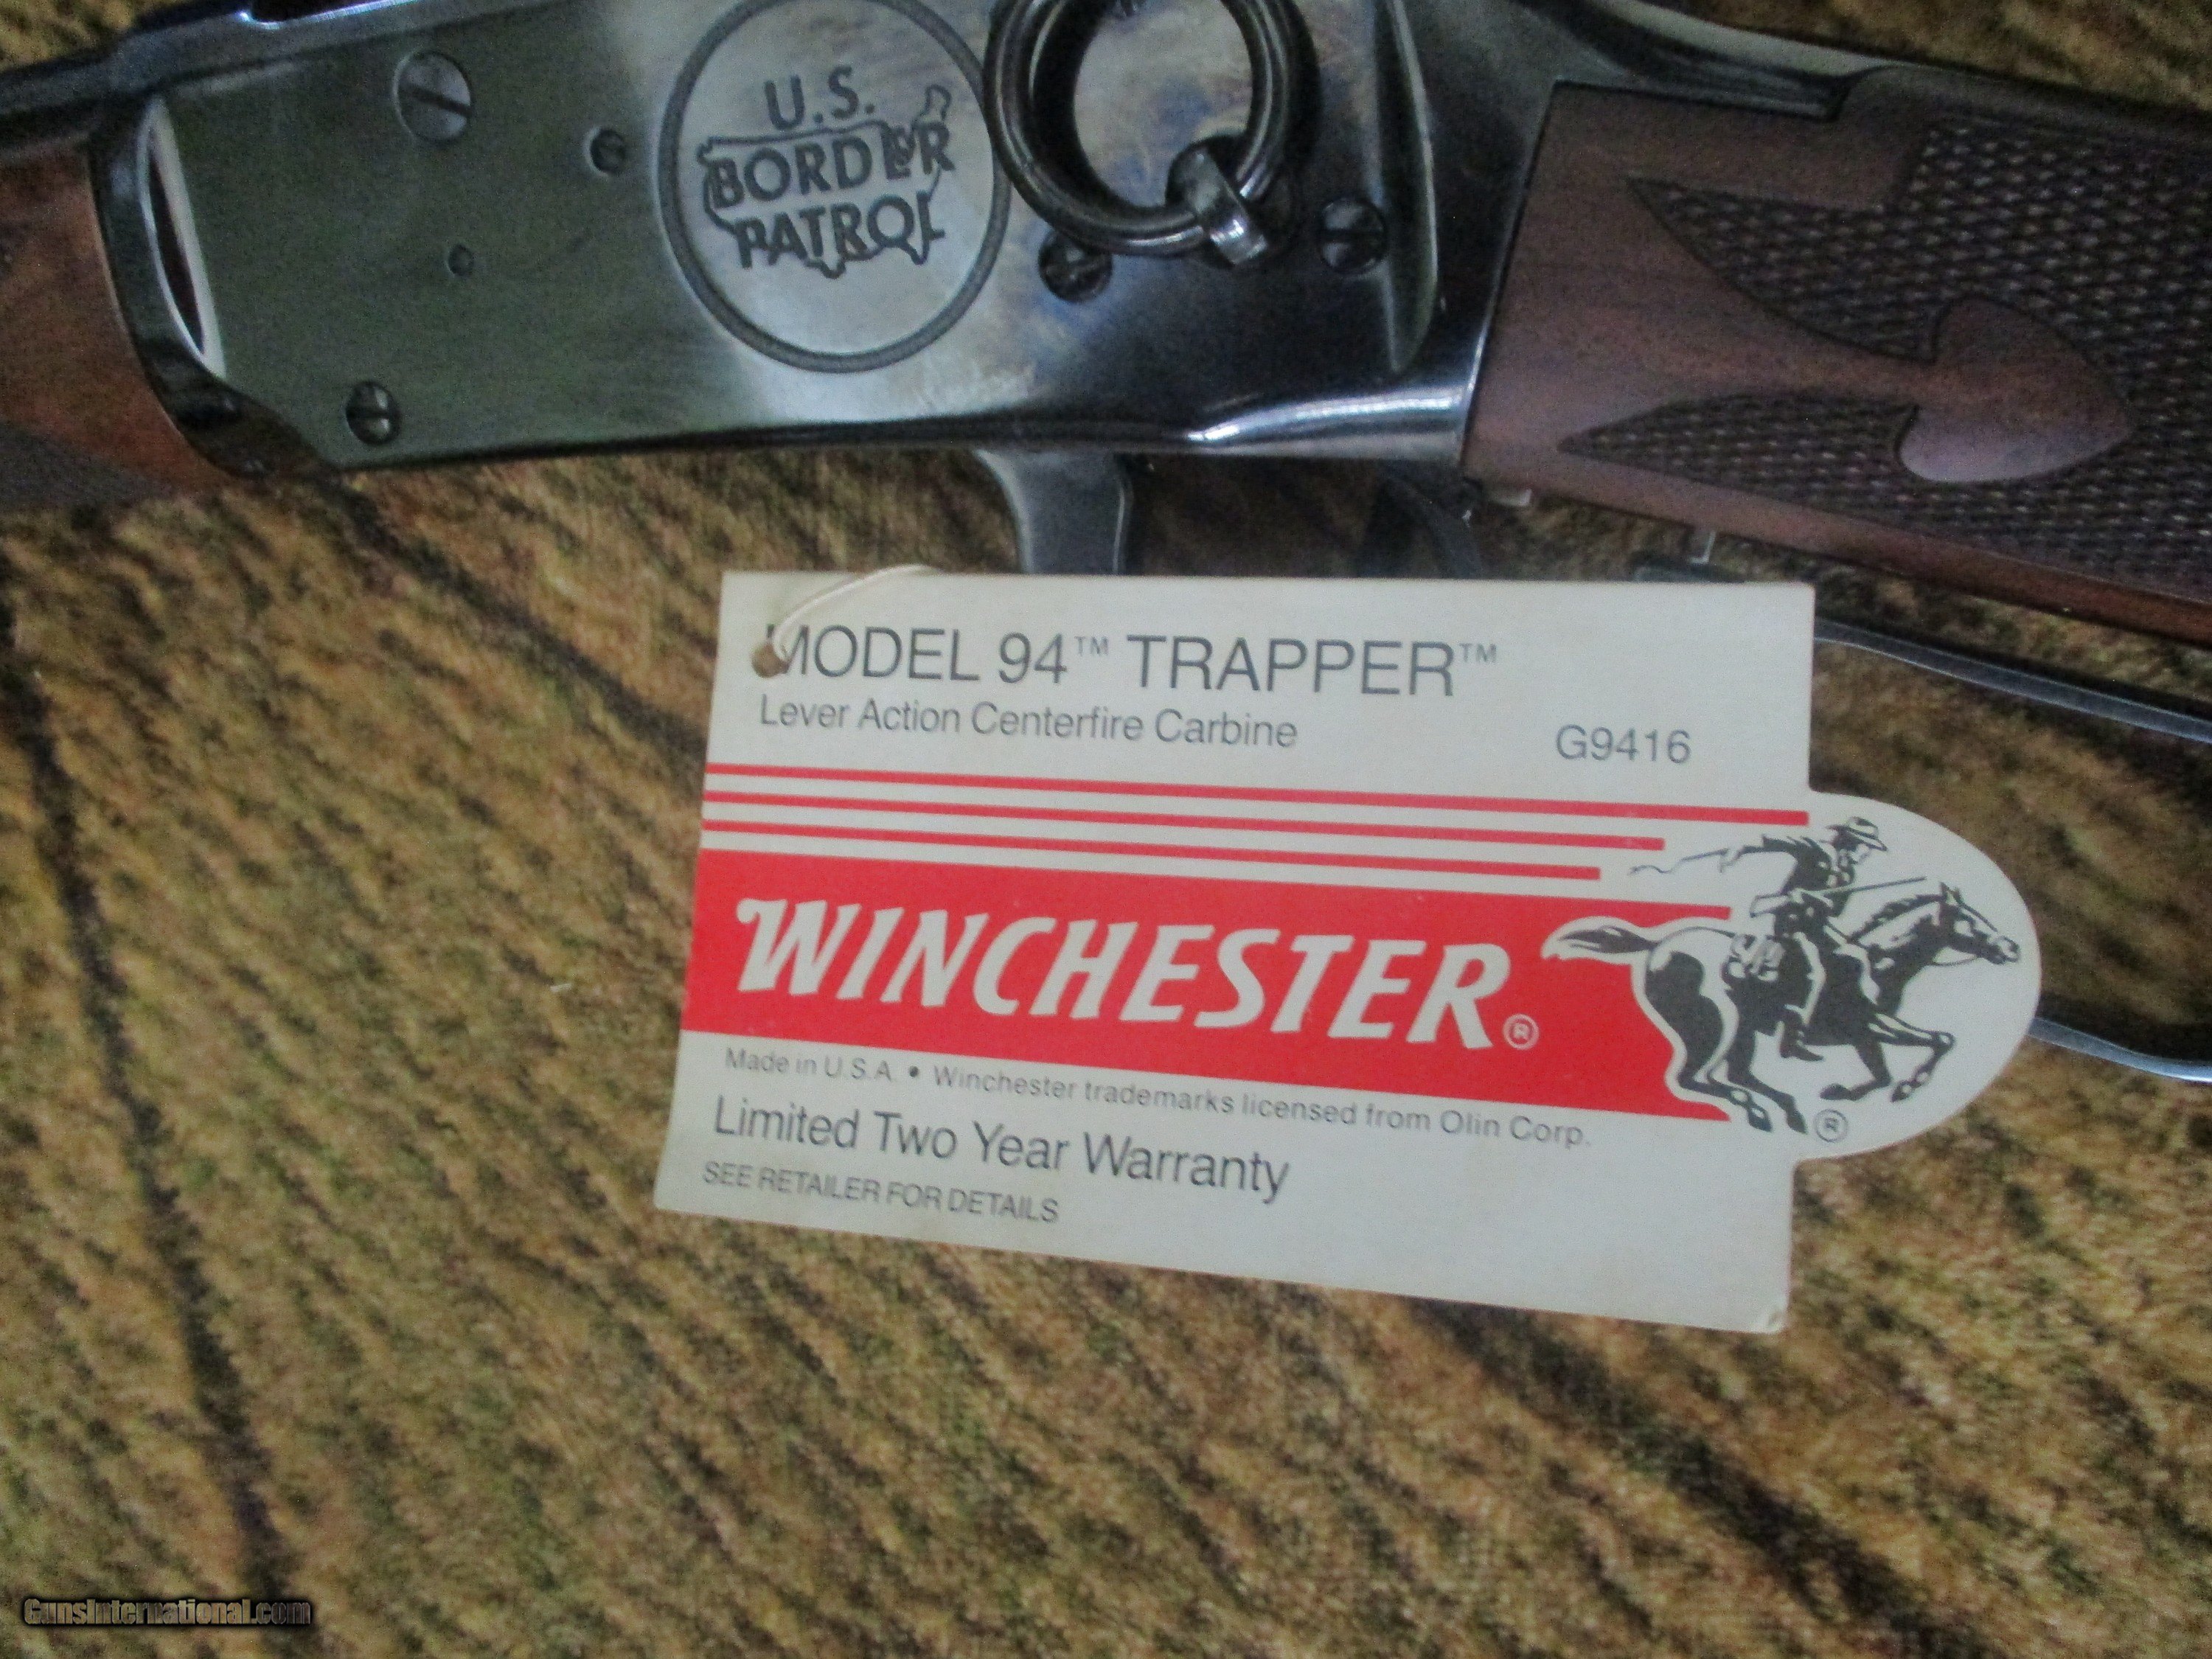 U.S.
BORDER
PATROL
MODEL 94™ TRAPPER™
Lever Action Centerfire Carbine
G9416
WINCHESTER®
®
Made in U.S.A. • Winchester trademarks licensed from Olin Corp.
Limited Two Year Warranty
SEE RETAILER FOR DETAILS
GunsInternational.com